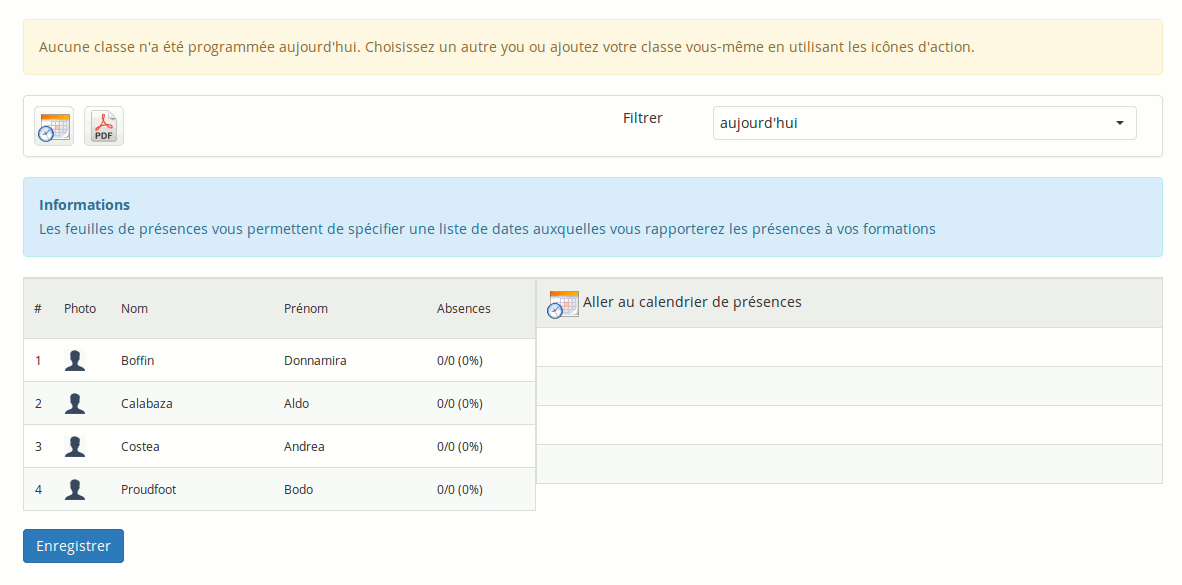 Aucune classe n'a été programmée aujourd'hui. Choisissez un autre you ou ajoutez votre classe vous-même en utilisant les icônes d'action.
PDF
Filtrer
aujourd'hui
Informations
Les feuilles de présences vous permettent de spécifier une liste de dates auxquelles vous rapporterez les présences à vos formations
# Photo Nom Prénom Absences
Aller au calendrier de présences
1 Boffin Donnamira 0/0 (0%)
2 Calabaza Aldo 0/0 (0%)
3 Costea Andrea 0/0 (0%)
4 Proudfoot Bodo 0/0 (0%)
Enregistrer